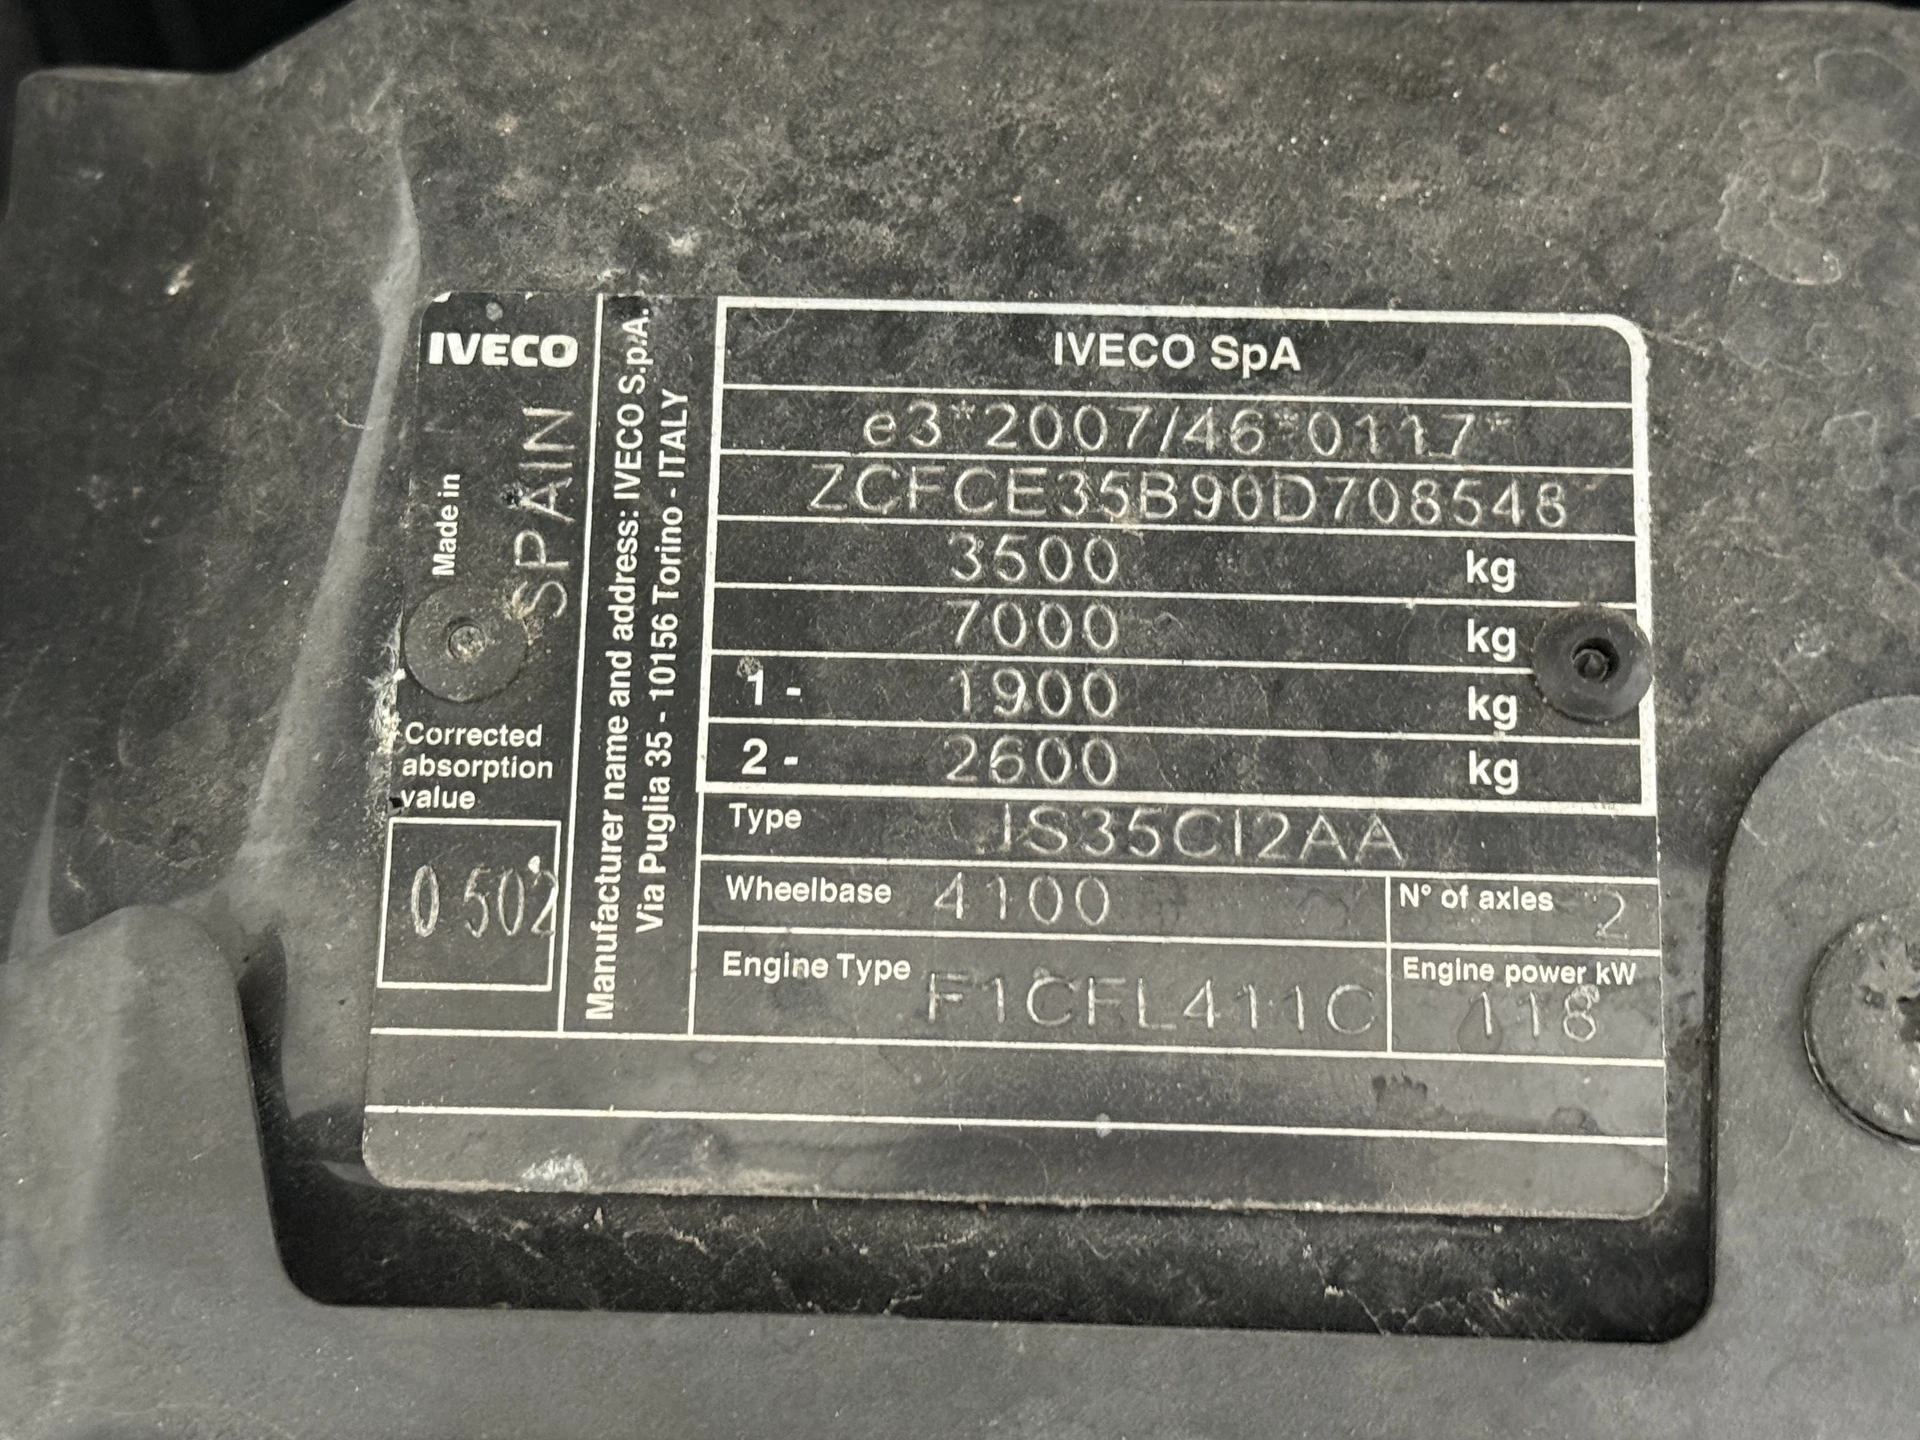 IVECO
Made in
SPAIN
Corrected
absorption
value
0 502
Manufacturer name and address: IVECO S.p.A.
Via Puglia 35 - 10156 Torino - ITALY
IVECO SpA
e3*2007/46*0117*
ZCFCE35B90D708548
3500 kg
7000 kg
1 - 1900 kg
2 - 2600 kg
Type IS35CI2AA
Wheelbase 4100
N° of axles 2
Engine Type F1CFL411C
Engine power kW
118